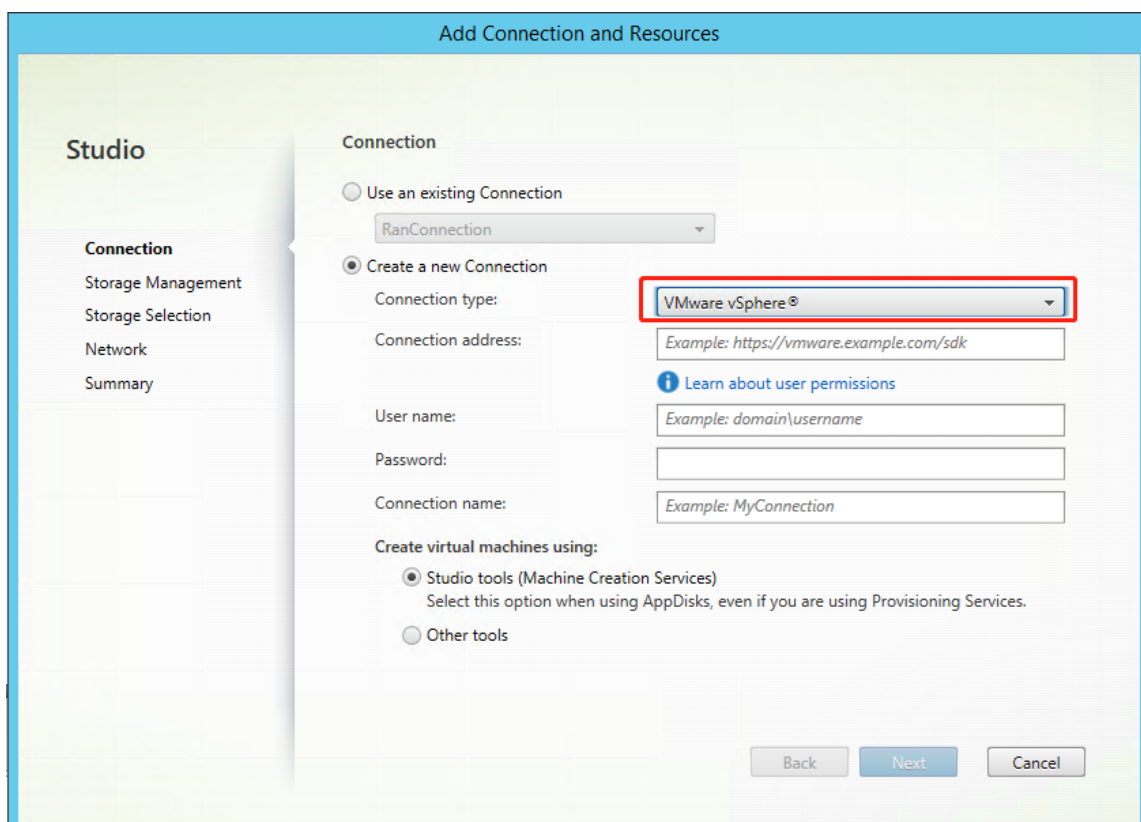 Add Connection and Resources
Studio
Connection
Storage Management
Storage Selection
Network
Summary
Connection
Use an existing Connection
RanConnection
Create a new Connection
Connection type:
VMware vSphere®
Connection address:
Example: https://vmware.example.com/sdk
Learn about user permissions
User name:
Example: domain\username
Password:
Connection name:
Example: MyConnection
Create virtual machines using:
Studio tools (Machine Creation Services)
Select this option when using AppDisks, even if you are using Provisioning Services.
Other tools
Back
Next
Cancel